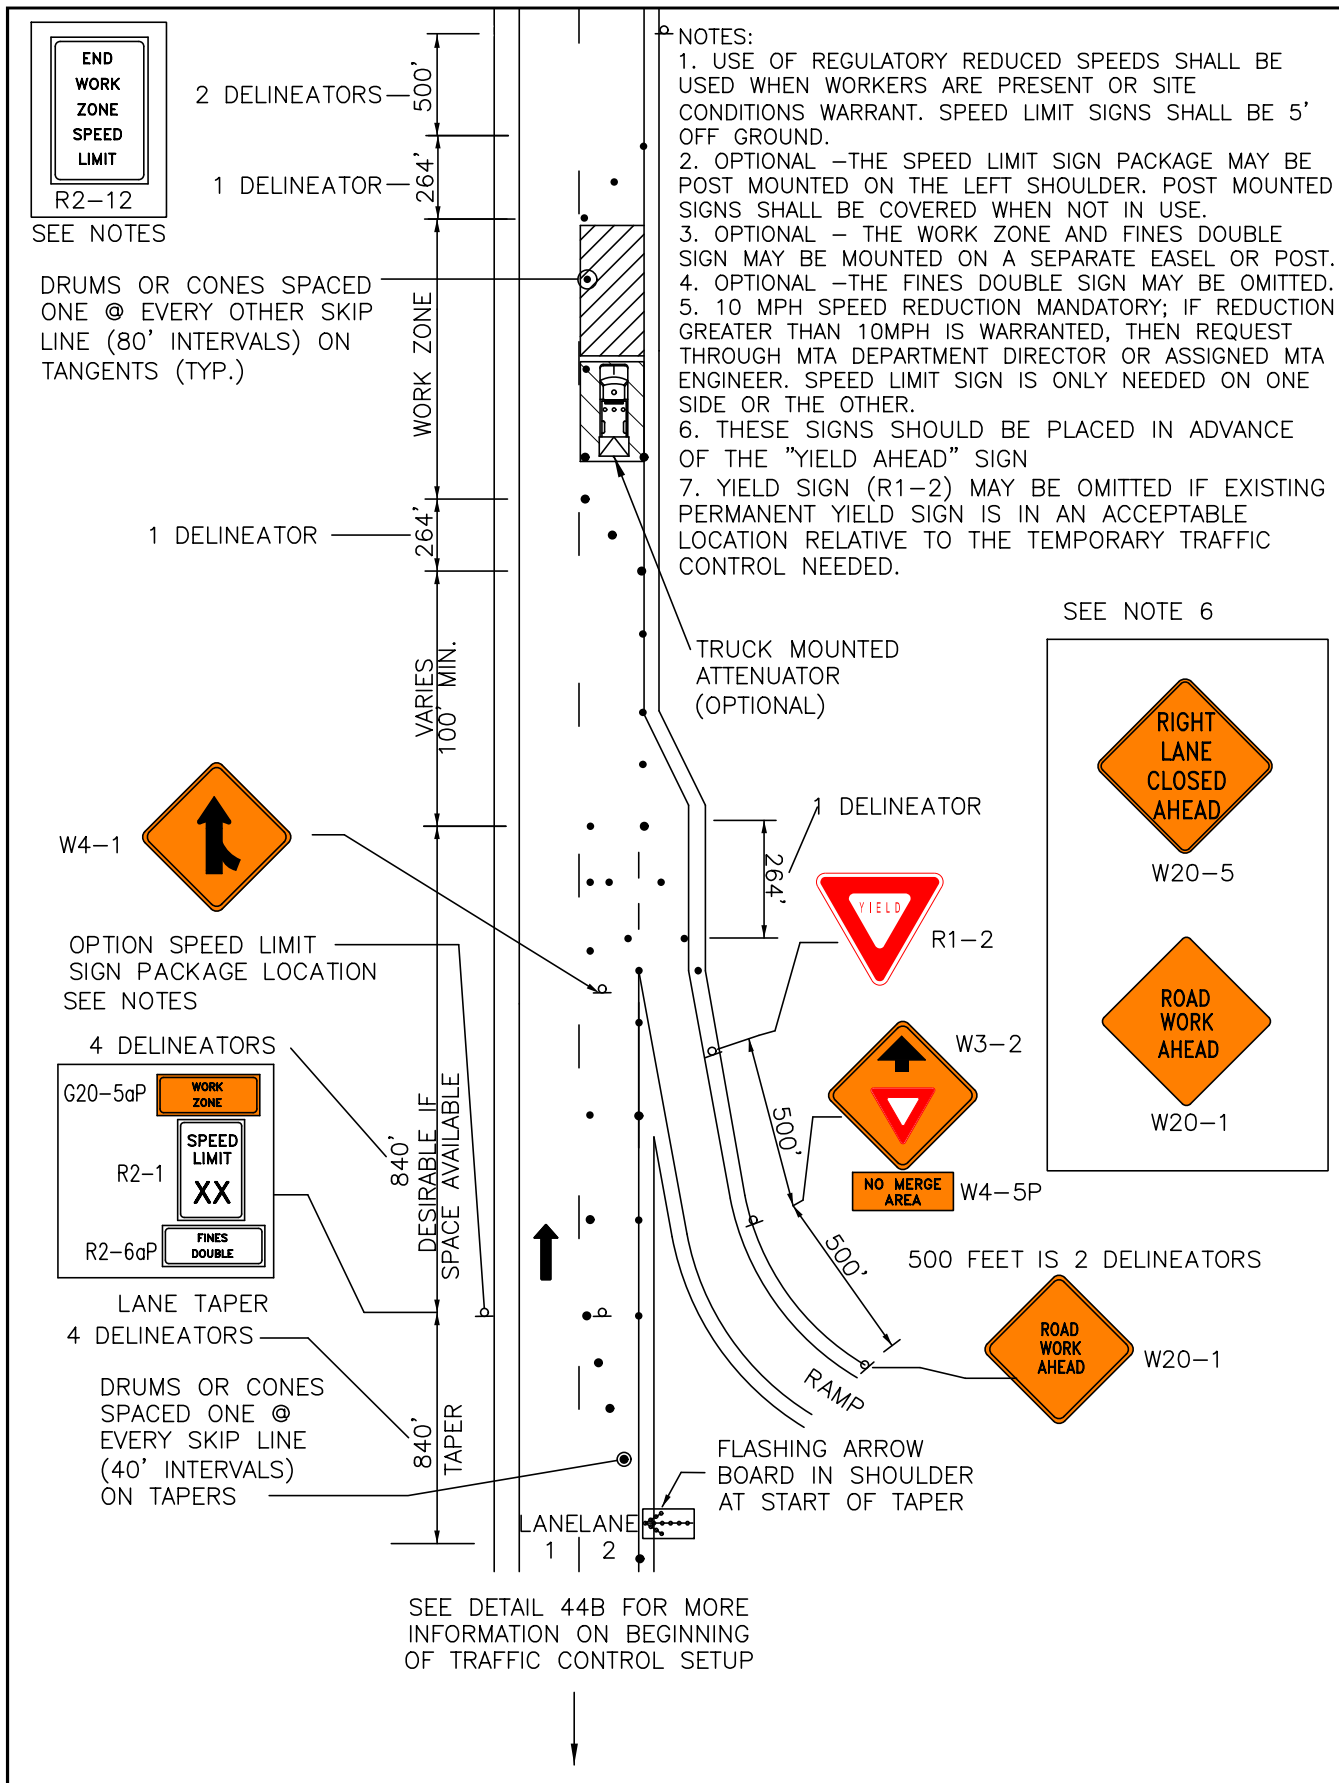 END
WORK
ZONE
SPEED
LIMIT
R2-12
SEE NOTES
2 DELINEATORS
500'
1 DELINEATOR
264'
DRUMS OR CONES SPACED
ONE @ EVERY OTHER SKIP
LINE (80' INTERVALS) ON
TANGENTS (TYP.)
WORK ZONE
1 DELINEATOR
264'
VARIES
100' MIN.
NOTES:
1. USE OF REGULATORY REDUCED SPEEDS SHALL BE
USED WHEN WORKERS ARE PRESENT OR SITE
CONDITIONS WARRANT. SPEED LIMIT SIGNS SHALL BE 5'
OFF GROUND.
2. OPTIONAL -THE SPEED LIMIT SIGN PACKAGE MAY BE
POST MOUNTED ON THE LEFT SHOULDER. POST MOUNTED
SIGNS SHALL BE COVERED WHEN NOT IN USE.
3. OPTIONAL - THE WORK ZONE AND FINES DOUBLE
SIGN MAY BE MOUNTED ON A SEPARATE EASEL OR POST.
4. OPTIONAL -THE FINES DOUBLE SIGN MAY BE OMITTED.
5. 10 MPH SPEED REDUCTION MANDATORY; IF REDUCTION
GREATER THAN 10MPH IS WARRANTED, THEN REQUEST
THROUGH MTA DEPARTMENT DIRECTOR OR ASSIGNED MTA
ENGINEER. SPEED LIMIT SIGN IS ONLY NEEDED ON ONE
SIDE OR THE OTHER.
6. THESE SIGNS SHOULD BE PLACED IN ADVANCE
OF THE "YIELD AHEAD" SIGN
7. YIELD SIGN (R1-2) MAY BE OMITTED IF EXISTING
PERMANENT YIELD SIGN IS IN AN ACCEPTABLE
LOCATION RELATIVE TO THE TEMPORARY TRAFFIC
CONTROL NEEDED.
SEE NOTE 6
RIGHT
LANE
CLOSED
AHEAD
W20-5
ROAD
WORK
AHEAD
W20-1
TRUCK MOUNTED
ATTENUATOR
(OPTIONAL)
W4-1
1 DELINEATOR
264'
YIELD
R1-2
OPTION SPEED LIMIT
SIGN PACKAGE LOCATION
SEE NOTES
4 DELINEATORS
840'
DESIRABLE IF
SPACE AVAILABLE
G20-5aP
WORK
ZONE
R2-1
SPEED
LIMIT
XX
R2-6aP
FINES
DOUBLE
W3-2
NO MERGE
AREA
W4-5P
500'
500'
500 FEET IS 2 DELINEATORS
ROAD
WORK
AHEAD
W20-1
RAMP
LANE TAPER
4 DELINEATORS
840'
TAPER
DRUMS OR CONES
SPACED ONE @
EVERY SKIP LINE
(40' INTERVALS)
ON TAPERS
FLASHING ARROW
BOARD IN SHOULDER
AT START OF TAPER
LANE LANE
1 2
SEE DETAIL 44B FOR MORE
INFORMATION ON BEGINNING
OF TRAFFIC CONTROL SETUP